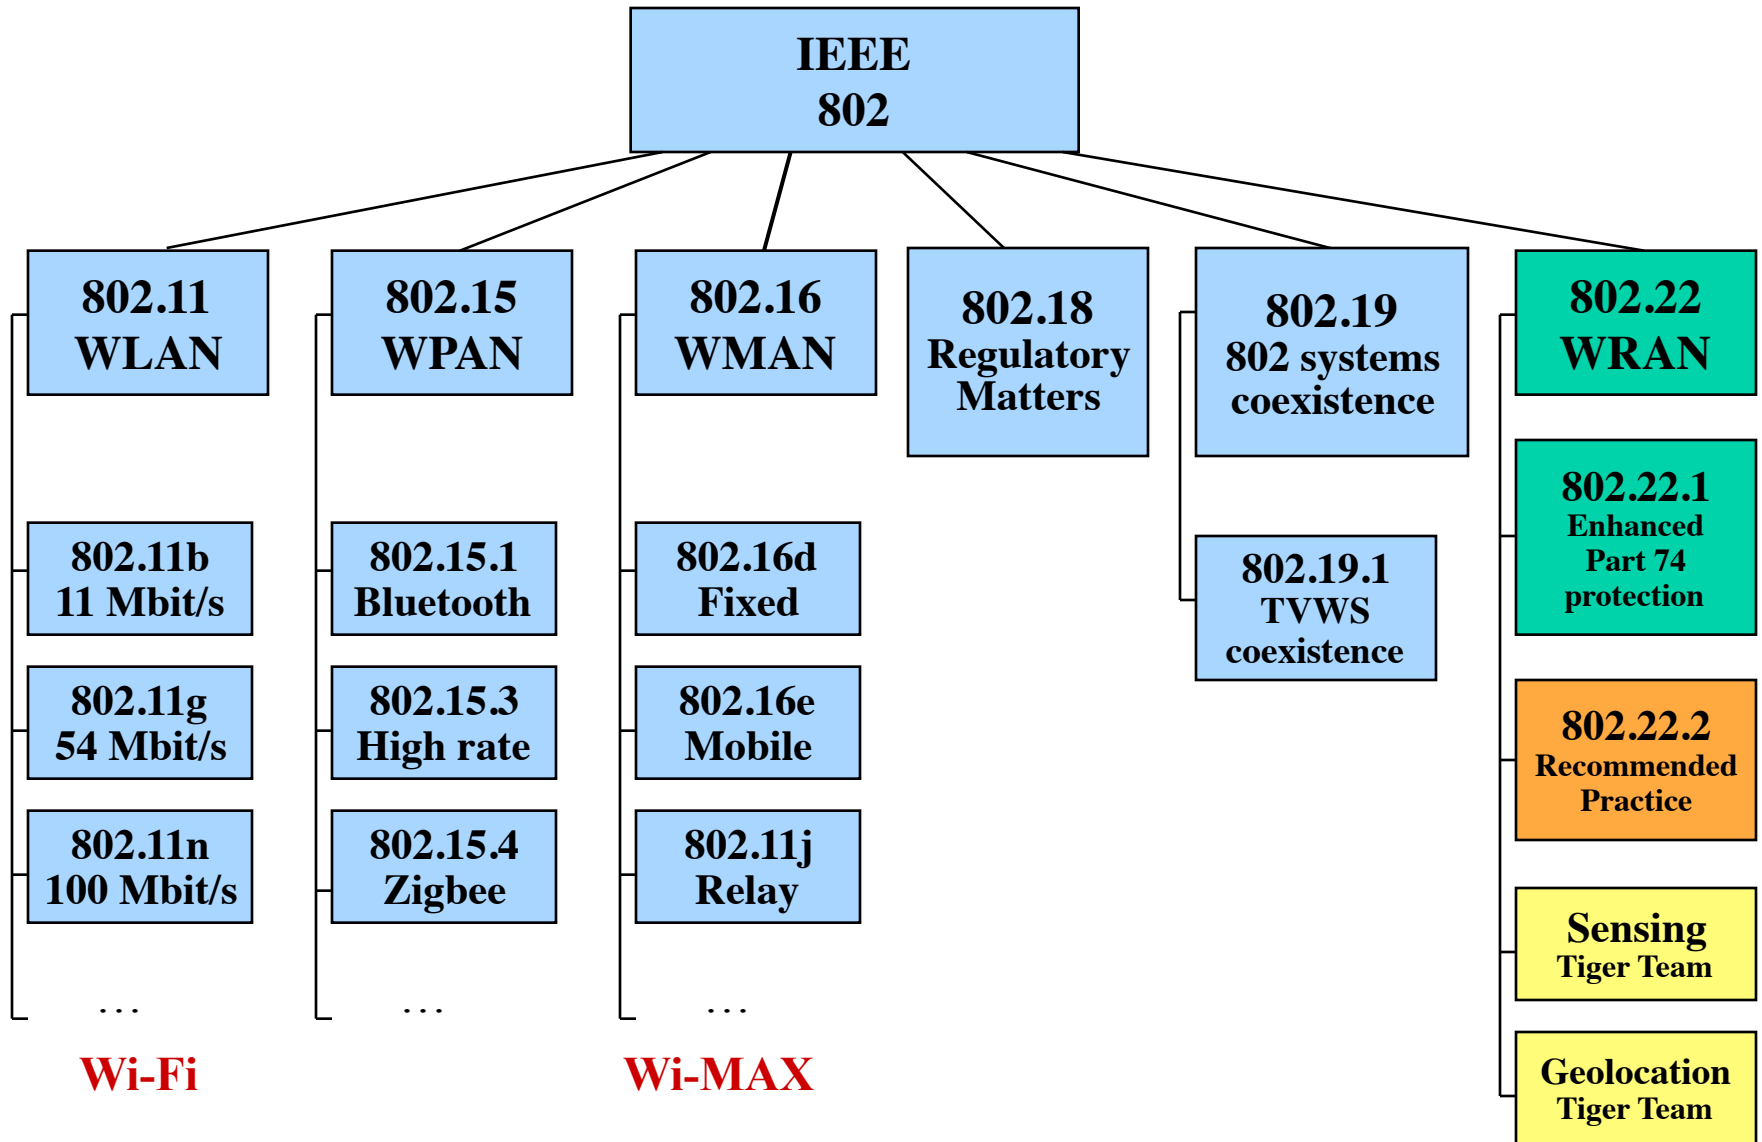 IEEE
802
802.11
WLAN
802.15
WPAN
802.16
WMAN
802.18
Regulatory
Matters
802.19
802 systems
coexistence
802.22
WRAN
802.11b
11 Mbit/s
802.11g
54 Mbit/s
802.11n
100 Mbit/s
...
Wi-Fi
802.15.1
Bluetooth
802.15.3
High rate
802.15.4
Zigbee
...
802.16d
Fixed
802.16e
Mobile
802.11j
Relay
...
Wi-MAX
802.19.1
TVWS
coexistence
802.22.1
Enhanced
Part 74
protection
802.22.2
Recommended
Practice
Sensing
Tiger Team
Geolocation
Tiger Team